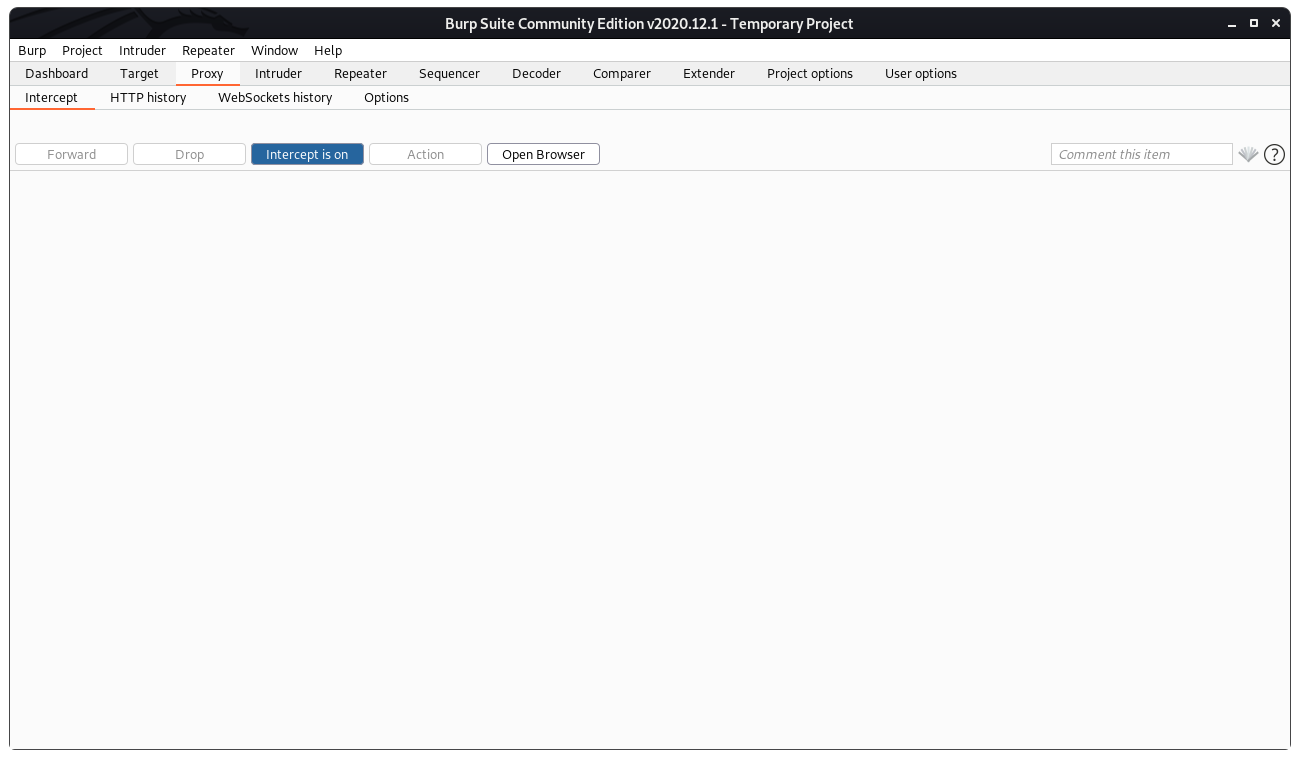 Burp Suite Community Edition v2020.12.1 - Temporary Project
Burp Project Intruder Repeater Window Help
Dashboard Target Proxy Intruder Repeater Sequencer Decoder Comparer Extender Project options User options
Intercept HTTP history WebSockets history Options
Forward Drop Intercept is on Action Open Browser Comment this item ?